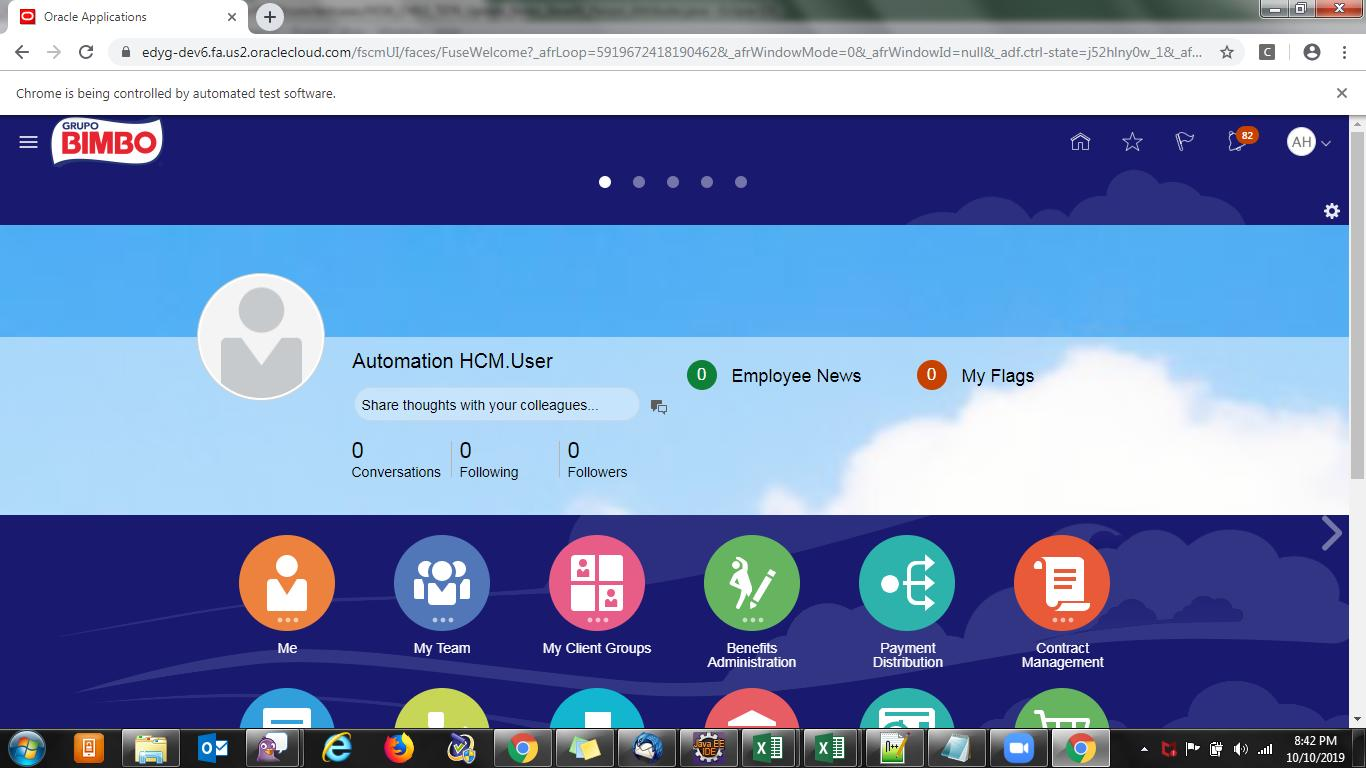 Oracle Applications
edyg-dev6.fa.us2.oraclecloud.com/fscmUI/faces/FuseWelcome?_afrLoop=5919672418190462&_afrWindowMode=0&_afrWindowId=null&_adf.ctrl-state=j52hlny0w_1&_af...
C
Chrome is being controlled by automated test software.
GRUPO
BIMBO
82
AH
Automation HCM.User
0 Employee News
0 My Flags
Share thoughts with your colleagues...
0 0 0
Conversations Following Followers
Me
My Team
My Client Groups
Benefits
Administration
Payment
Distribution
Contract
Management
Java EE
IDE
8:42 PM
10/10/2019